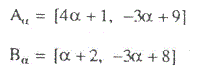 Aα = [4α + 1, −3α + 9]
Bα = [α + 2, −3α + 8]